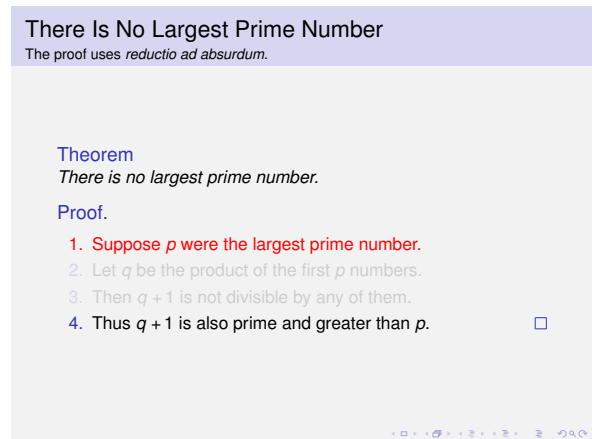 There Is No Largest Prime Number
The proof uses reductio ad absurdum.
Theorem
There is no largest prime number.
Proof.
1. Suppose p were the largest prime number.
2. Let q be the product of the first p numbers.
3. Then q + 1 is not divisible by any of them.
4. Thus q + 1 is also prime and greater than p. □